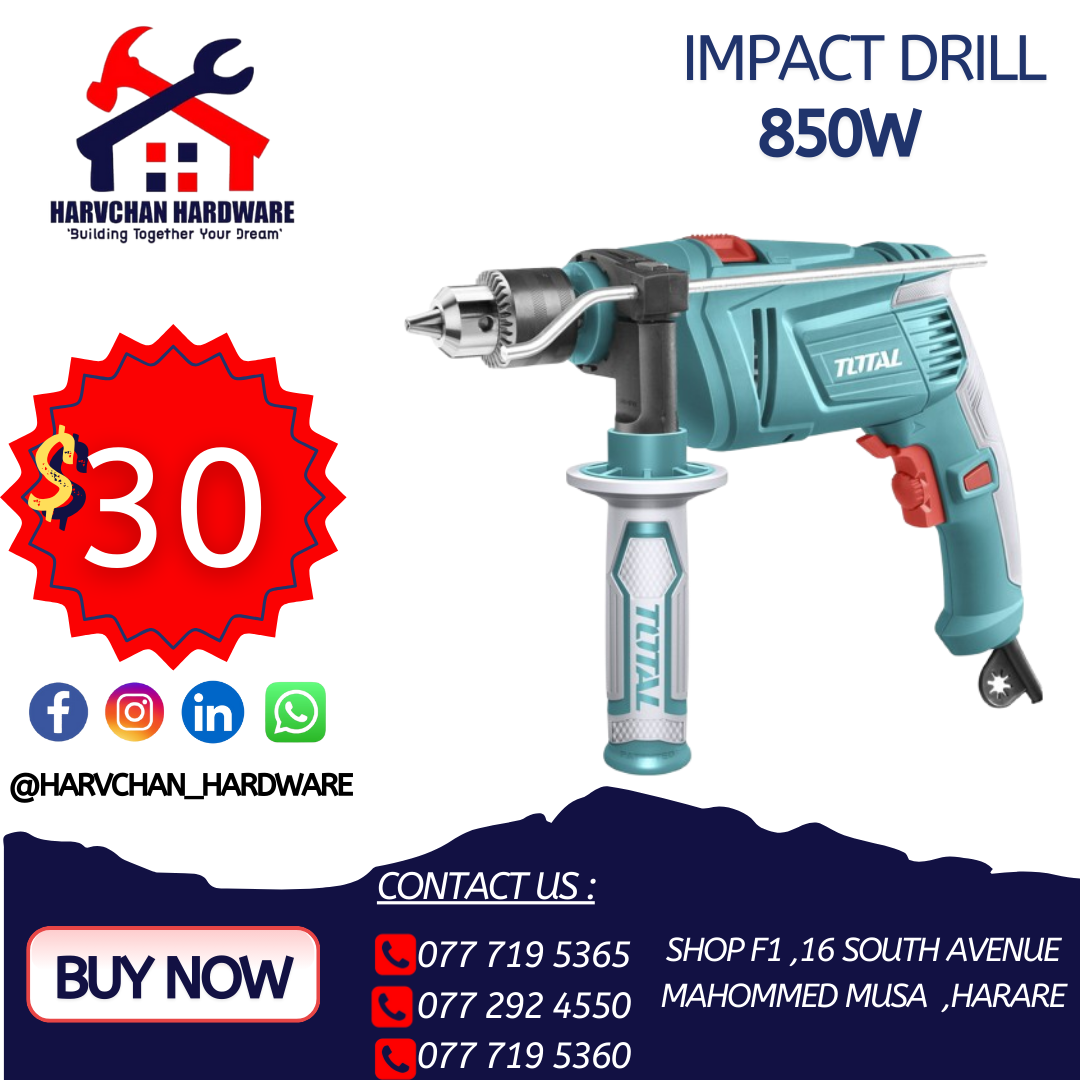 IMPACT DRILL
850W
HARVCHAN HARDWARE
'Building Together Your Dream'
TOTAL
$30
TOTAL
@HARVCHAN_HARDWARE
CONTACT US :
077 719 5365
077 292 4550
077 719 5360
SHOP F1 ,16 SOUTH AVENUE
MAHOMMED MUSA ,HARARE
BUY NOW